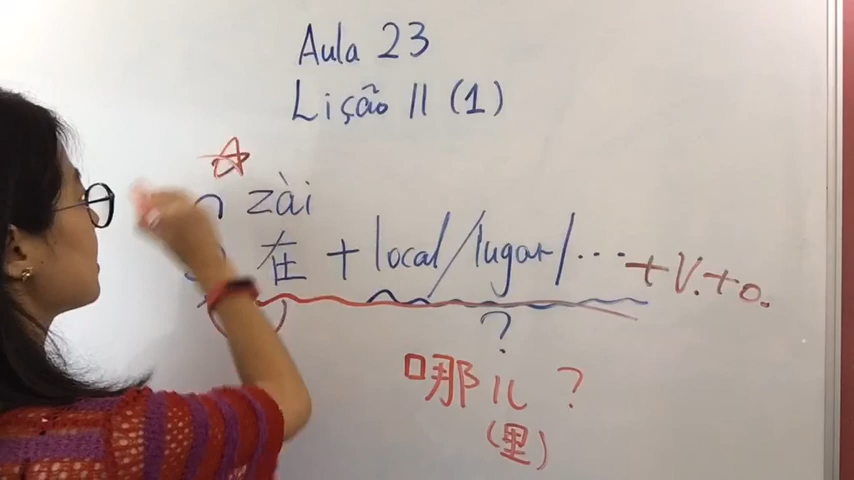 Aula 23
Lição 11 (1)
zài
在 + local/lugar/... + V. + o.
?
哪儿?
(里)